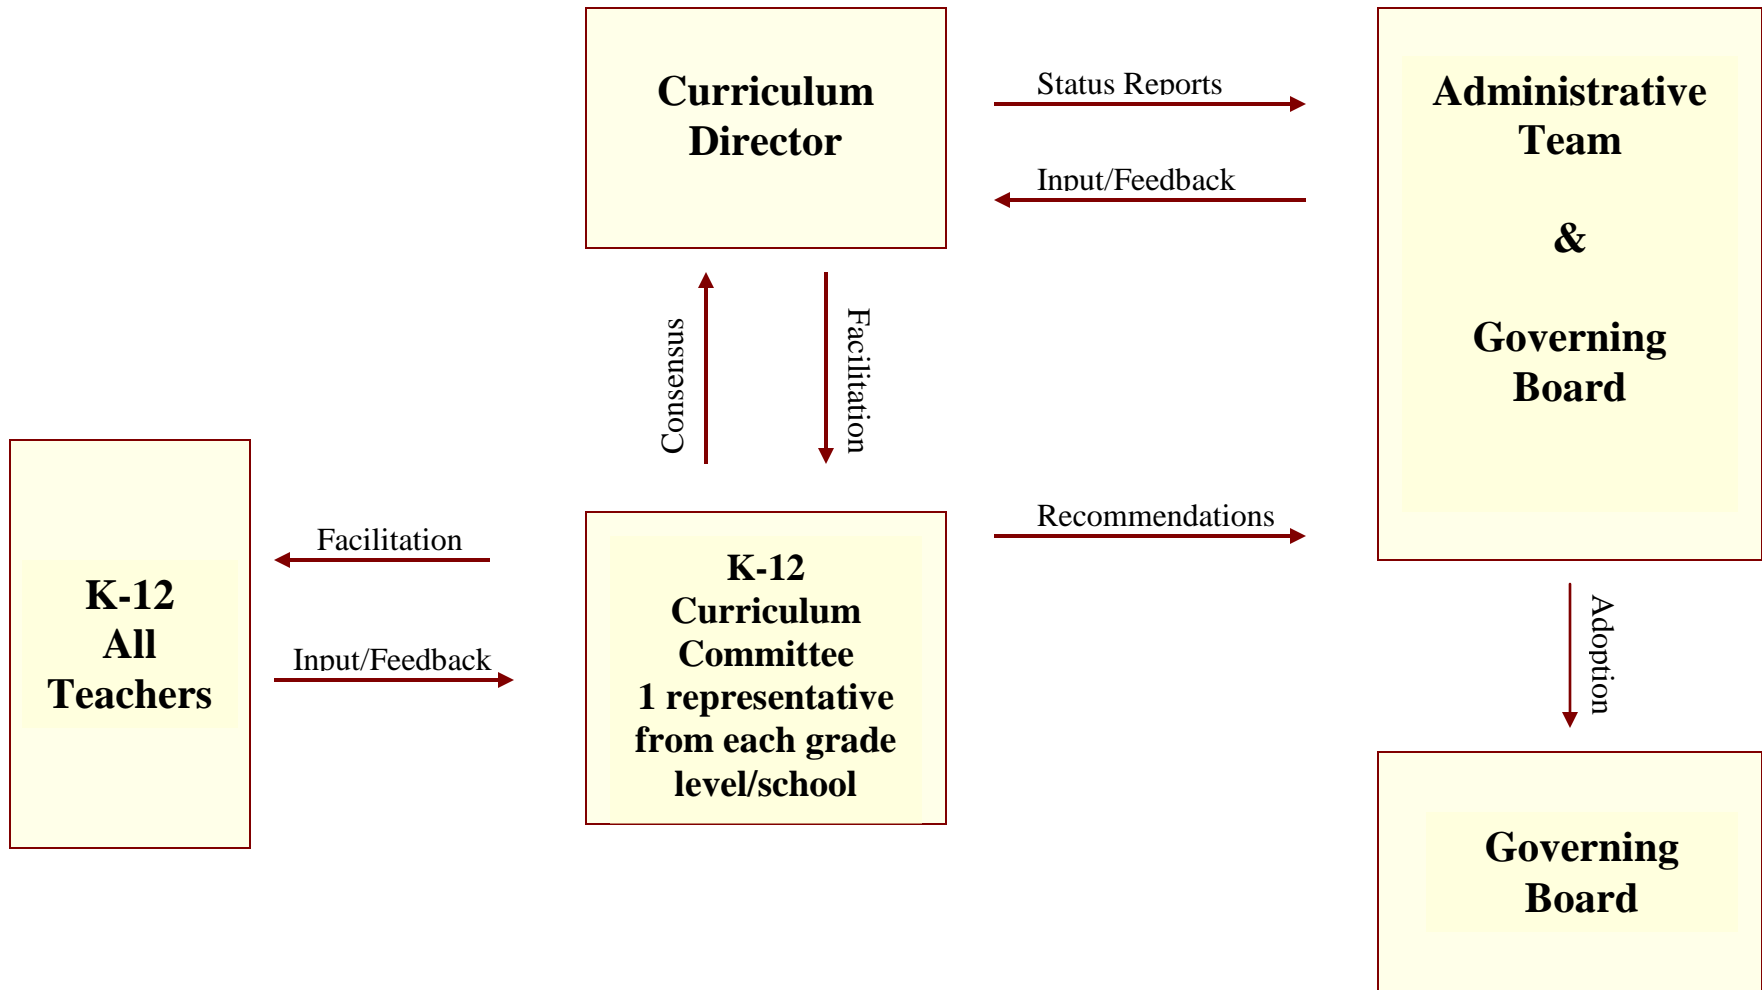 Curriculum
Director
Status Reports
Input/Feedback
Administrative
Team
&
Governing
Board
Consensus
Facilitation
K-12
All
Teachers
Facilitation
Input/Feedback
K-12
Curriculum
Committee
1 representative
from each grade
level/school
Recommendations
Adoption
Governing
Board